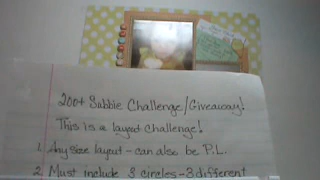 200+ Subbie Challenge/Giveaway!
This is a layout challenge!
1. Any size layout - can also be P.L.
2. Must include 3 circles - 3 different